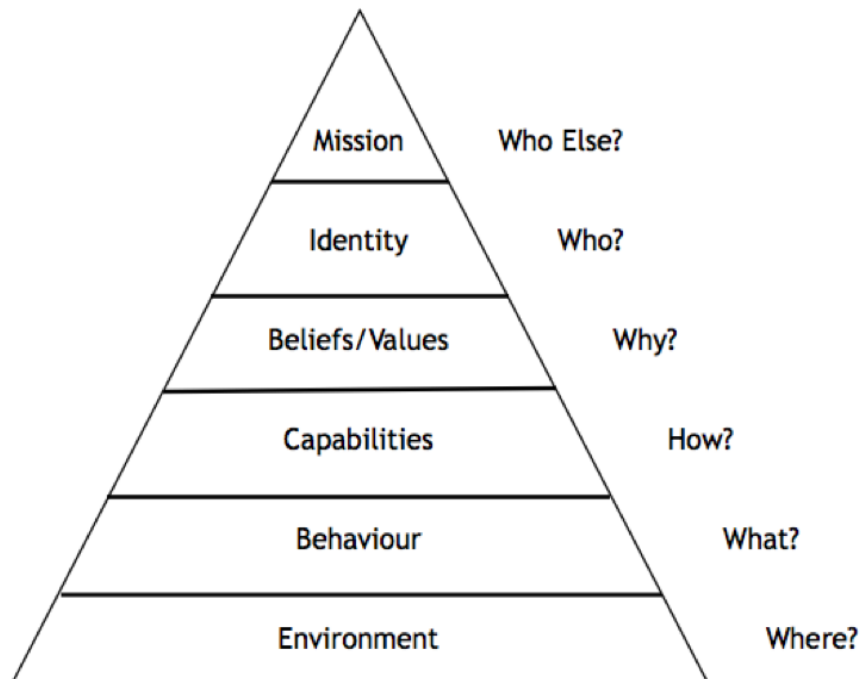 Mission Who Else?
Identity Who?
Beliefs/Values Why?
Capabilities How?
Behaviour What?
Environment Where?